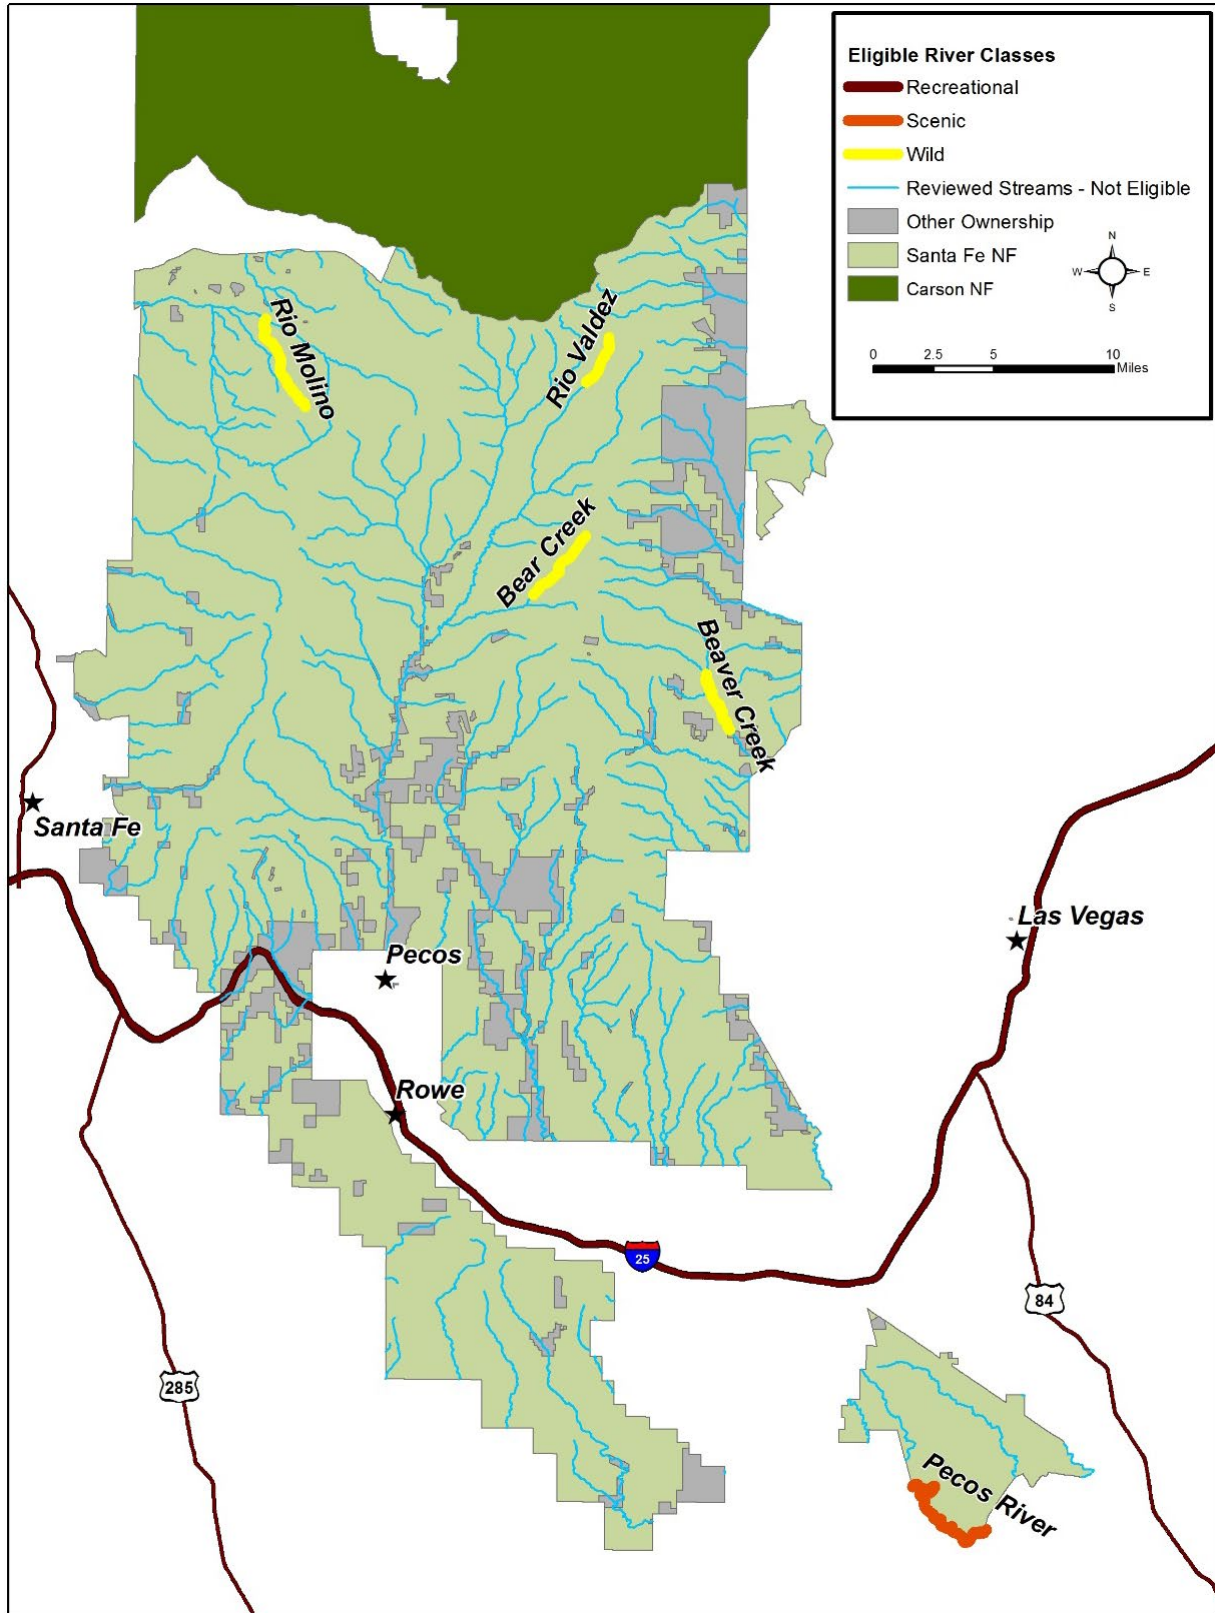 Eligible River Classes
Recreational
Scenic
Wild
Reviewed Streams - Not Eligible
Other Ownership
Santa Fe NF
Carson NF
N
W E
S
0 2.5 5 10
Miles
Rio Molino
Rio Valdez
Bear Creek
Beaver Creek
Santa Fe
Las Vegas
Pecos
Rowe
25
84
285
Pecos River